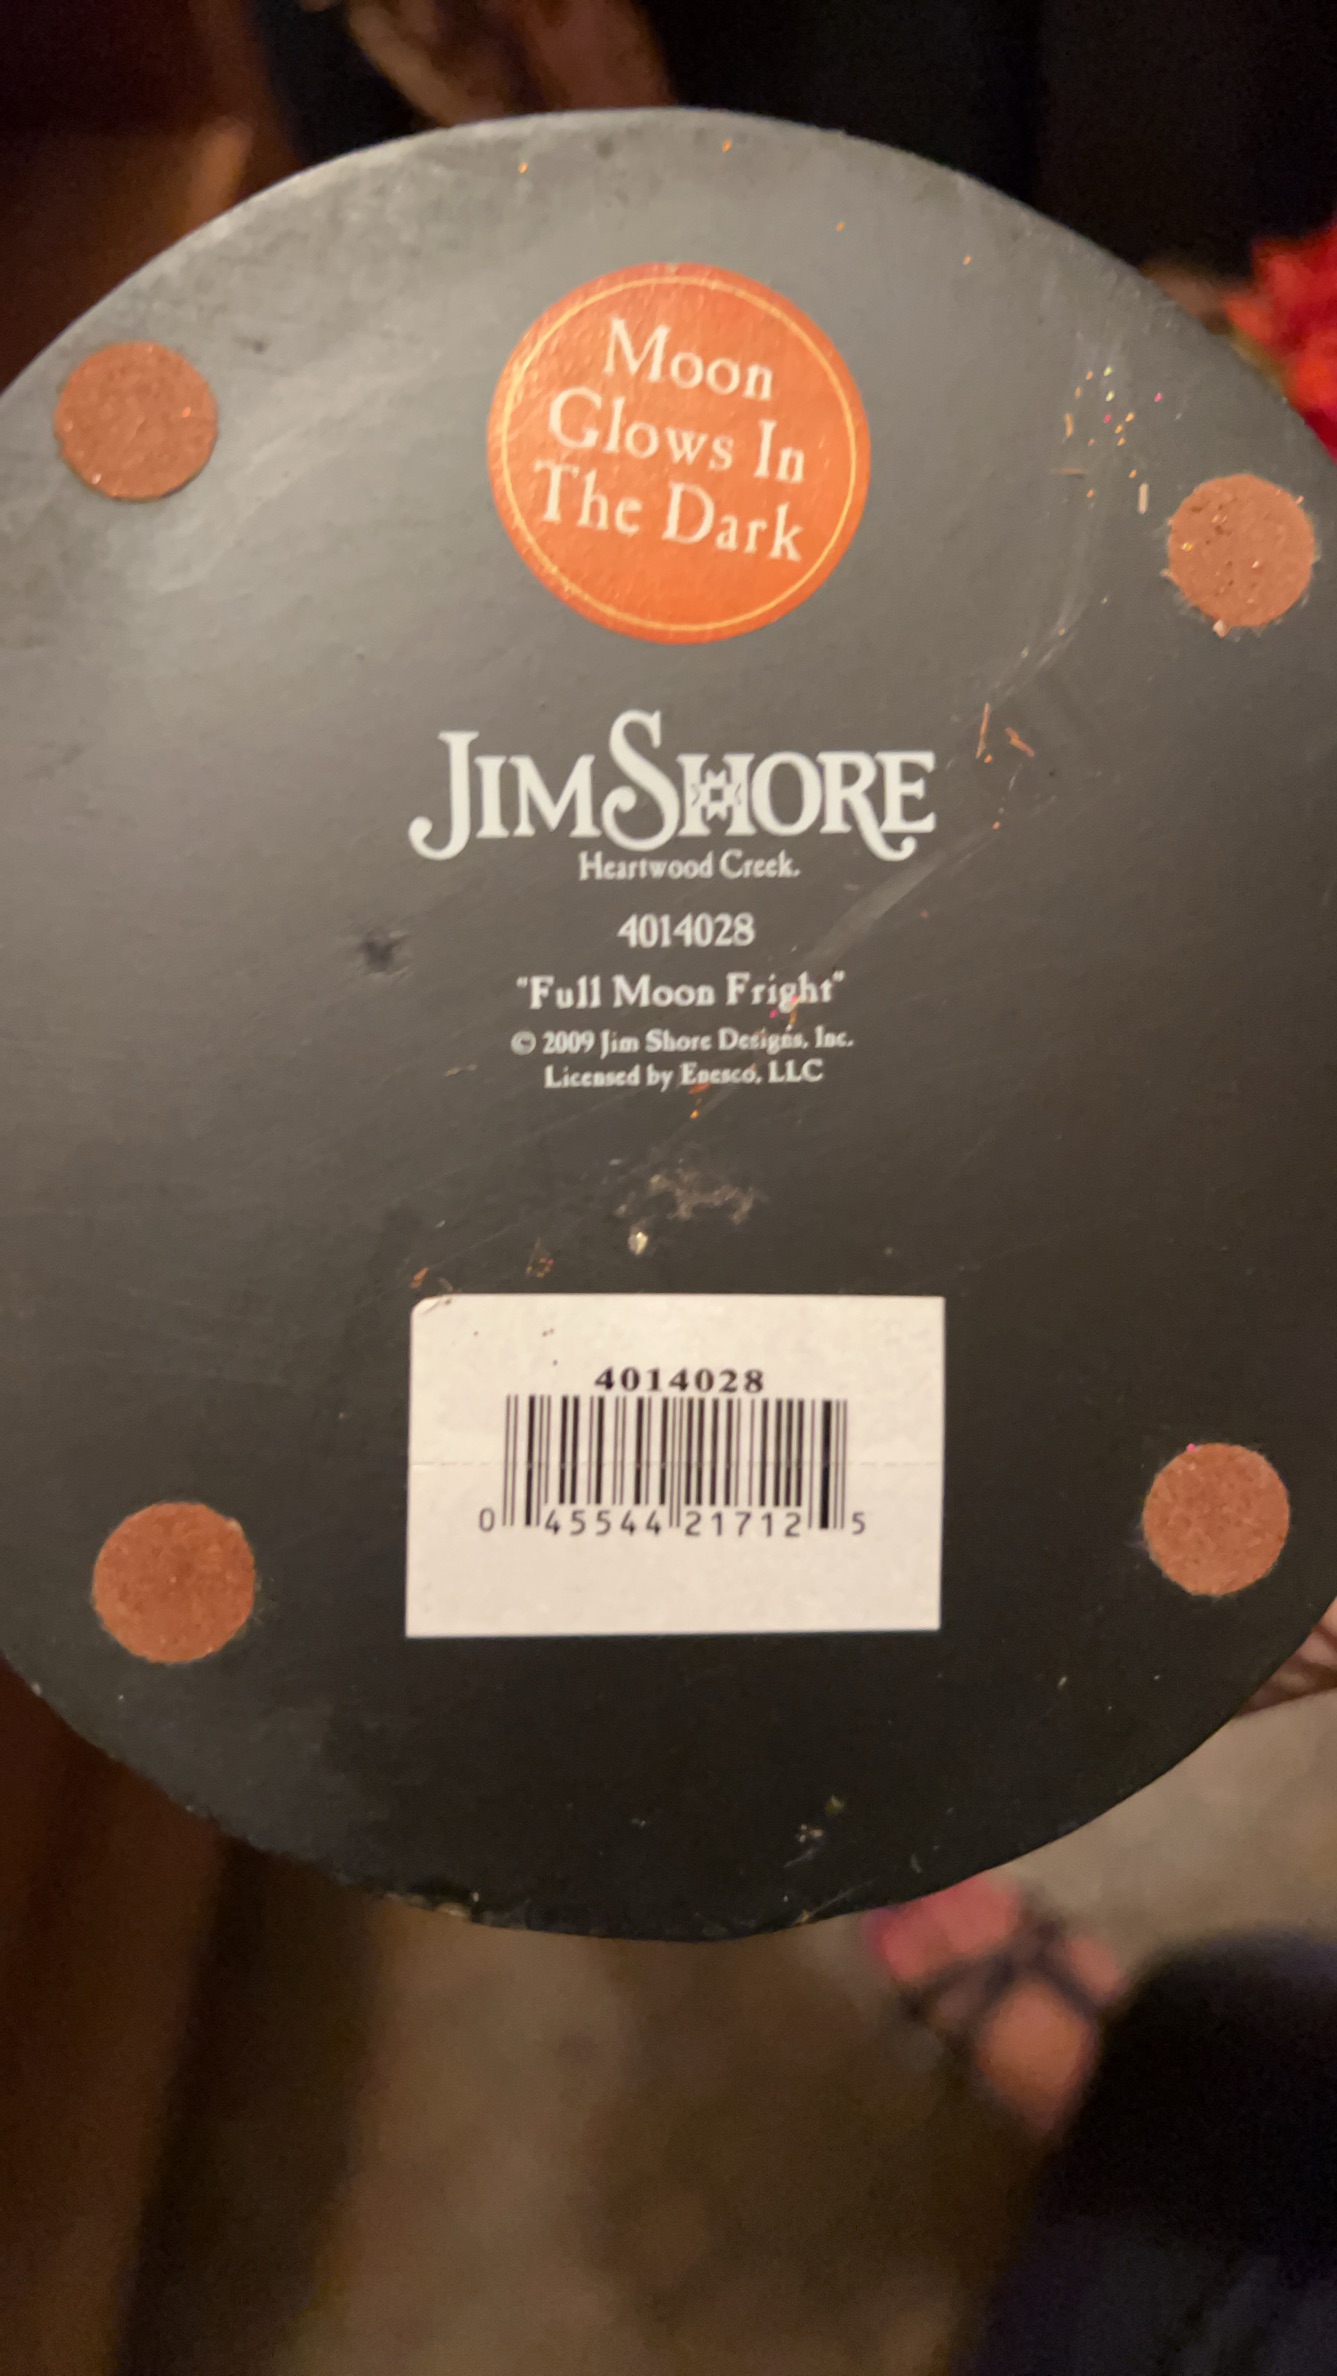 Moon
Glows In
The Dark
JIM SHORE
Heartwood Creek.
4014028
"Full Moon Fright"
© 2009 Jim Shore Designs, Inc.
Licensed by Enesco, LLC
4014028
0 45544 21712 5